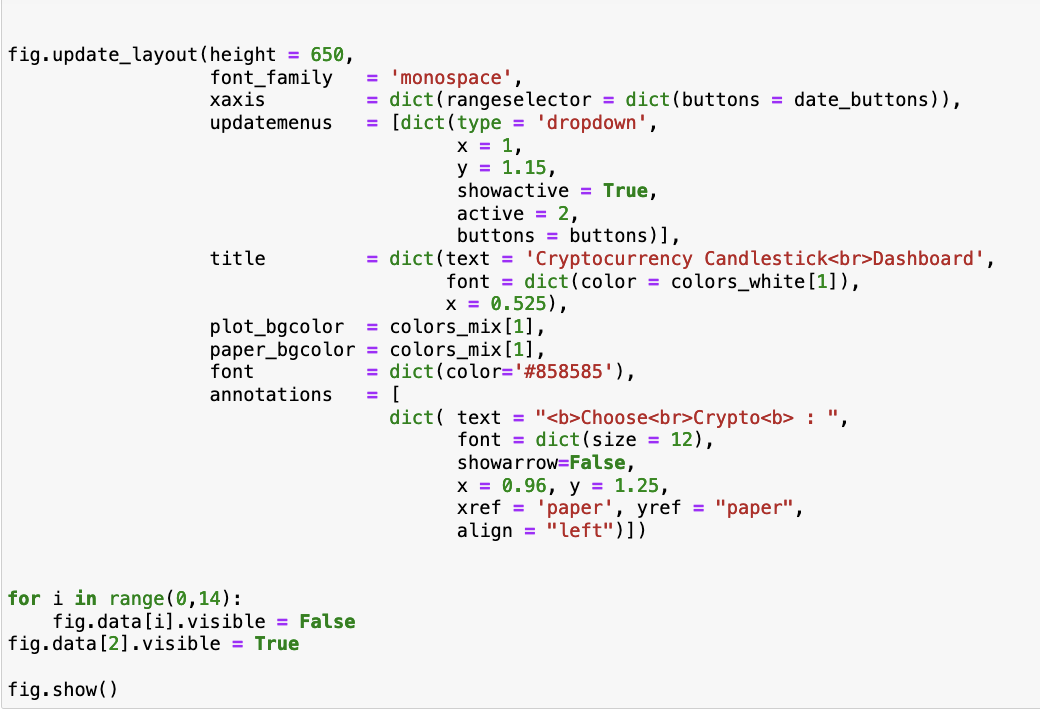 fig.update_layout(height = 650,
                  font_family   = 'monospace',
                  xaxis         = dict(rangeselector = dict(buttons = date_buttons)),
                  updatemenus   = [dict(type = 'dropdown',
                                        x = 1,
                                        y = 1.15,
                                        showactive = True,
                                        active = 2,
                                        buttons = buttons)],
                  title         = dict(text = 'Cryptocurrency Candlestick<br>Dashboard',
                                       font = dict(color = colors_white[1]),
                                       x = 0.525),
                  plot_bgcolor  = colors_mix[1],
                  paper_bgcolor = colors_mix[1],
                  font          = dict(color='#858585'),
                  annotations   = [
                                  dict( text = "<b>Choose<br>Crypto<b> : ",
                                        font = dict(size = 12),
                                        showarrow=False,
                                        x = 0.96, y = 1.25,
                                        xref = 'paper', yref = "paper",
                                        align = "left")])
for i in range(0,14):
    fig.data[i].visible = False
fig.data[2].visible = True
fig.show()